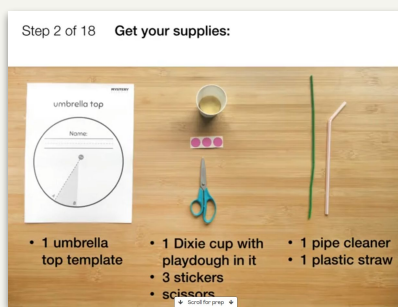 Step 2 of 18 Get your supplies:
MYSTERY
umbrella top
Name:
• 1 umbrella
top template
• 1 Dixie cup with
playdough in it
• 3 stickers
• scissors
• 1 pipe cleaner
• 1 plastic straw
↓ Scroll for prep ↓